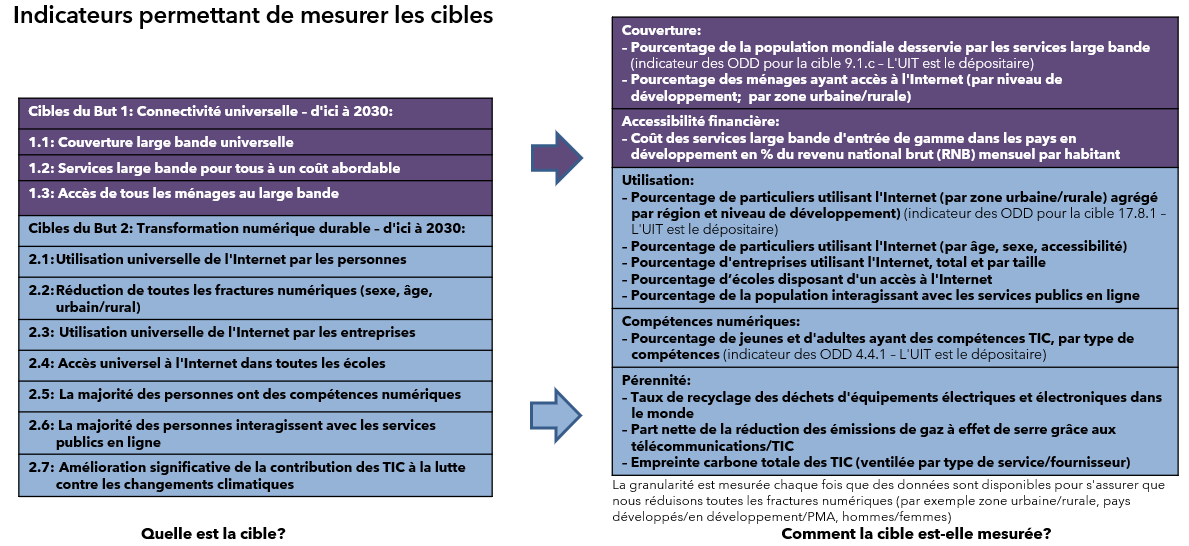 Indicateurs permettant de mesurer les cibles
Cibles du But 1: Connectivité universelle – d'ici à 2030:
1.1: Couverture large bande universelle
1.2: Services large bande pour tous à un coût abordable
1.3: Accès de tous les ménages au large bande
Cibles du But 2: Transformation numérique durable – d'ici à 2030:
2.1: Utilisation universelle de l'Internet par les personnes
2.2: Réduction de toutes les fractures numériques (sexe, âge,
urbain/rural)
2.3: Utilisation universelle de l'Internet par les entreprises
2.4: Accès universel à l'Internet dans toutes les écoles
2.5: La majorité des personnes ont des compétences numériques
2.6: La majorité des personnes interagissent avec les services
publics en ligne
2.7: Amélioration significative de la contribution des TIC à la lutte
contre les changements climatiques
Quelle est la cible?
Couverture:
– Pourcentage de la population mondiale desservie par les services large bande
(indicateur des ODD pour la cible 9.1.c – L'UIT est le dépositaire)
– Pourcentage des ménages ayant accès à l'Internet (par niveau de
développement; par zone urbaine/rurale)
Accessibilité financière:
– Coût des services large bande d'entrée de gamme dans les pays en
développement en % du revenu national brut (RNB) mensuel par habitant
Utilisation:
– Pourcentage de particuliers utilisant l'Internet (par zone urbaine/rurale) agrégé
par région et niveau de développement) (indicateur des ODD pour la cible 17.8.1 –
L'UIT est le dépositaire)
– Pourcentage de particuliers utilisant l'Internet (par âge, sexe, accessibilité)
– Pourcentage d'entreprises utilisant l'Internet, total et par taille
– Pourcentage d'écoles disposant d'un accès à l'Internet
– Pourcentage de la population interagissant avec les services publics en ligne
Compétences numériques:
– Pourcentage de jeunes et d'adultes ayant des compétences TIC, par type de
compétences (indicateur des ODD 4.4.1 – L'UIT est le dépositaire)
Pérennité:
– Taux de recyclage des déchets d'équipements électriques et électroniques dans
le monde
– Part nette de la réduction des émissions de gaz à effet de serre grâce aux
télécommunications/TIC
– Empreinte carbone totale des TIC (ventilée par type de service/fournisseur)
La granularité est mesurée chaque fois que des données sont disponibles pour s'assurer que
nous réduisons toutes les fractures numériques (par exemple zone urbaine/rurale, pays
développés/en développement/PMA, hommes/femmes)
Comment la cible est-elle mesurée?